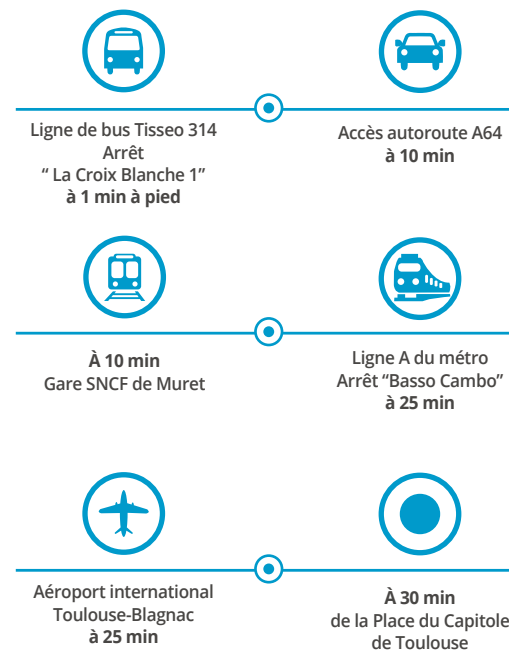 Ligne de bus Tisseo 314
Arrêt
“ La Croix Blanche 1”
à 1 min à pied
Accès autoroute A64
à 10 min
À 10 min
Gare SNCF de Muret
Ligne A du métro
Arrêt “Basso Cambo”
à 25 min
Aéroport international
Toulouse-Blagnac
à 25 min
À 30 min
de la Place du Capitole
de Toulouse